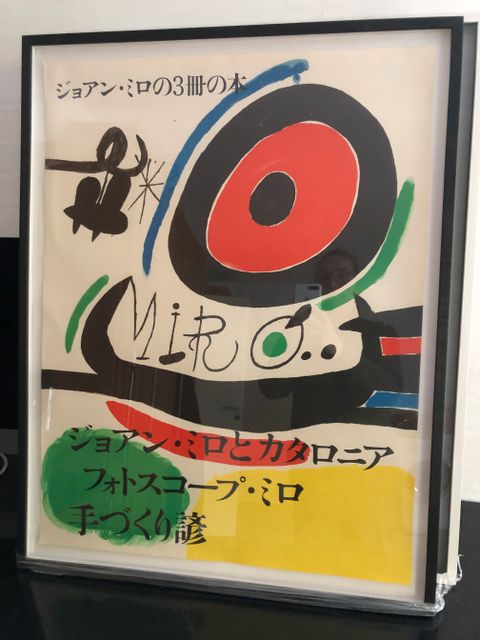 ジョアン・ミロの3冊の本
MIRÓ..
ジョアン・ミロとカタロニア
フォトスコープ・ミロ
手づくり諺